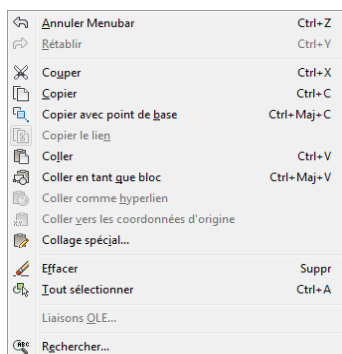 Annuler Menubar Ctrl+Z
Rétablir Ctrl+Y
Couper Ctrl+X
Copier Ctrl+C
Copier avec point de base Ctrl+Maj+C
Copier le lien
Coller Ctrl+V
Coller en tant que bloc Ctrl+Maj+V
Coller comme hyperlien
Coller vers les coordonnées d'origine
Collage spécial...
Effacer Suppr
Tout sélectionner Ctrl+A
Liaisons OLE...
Rechercher...